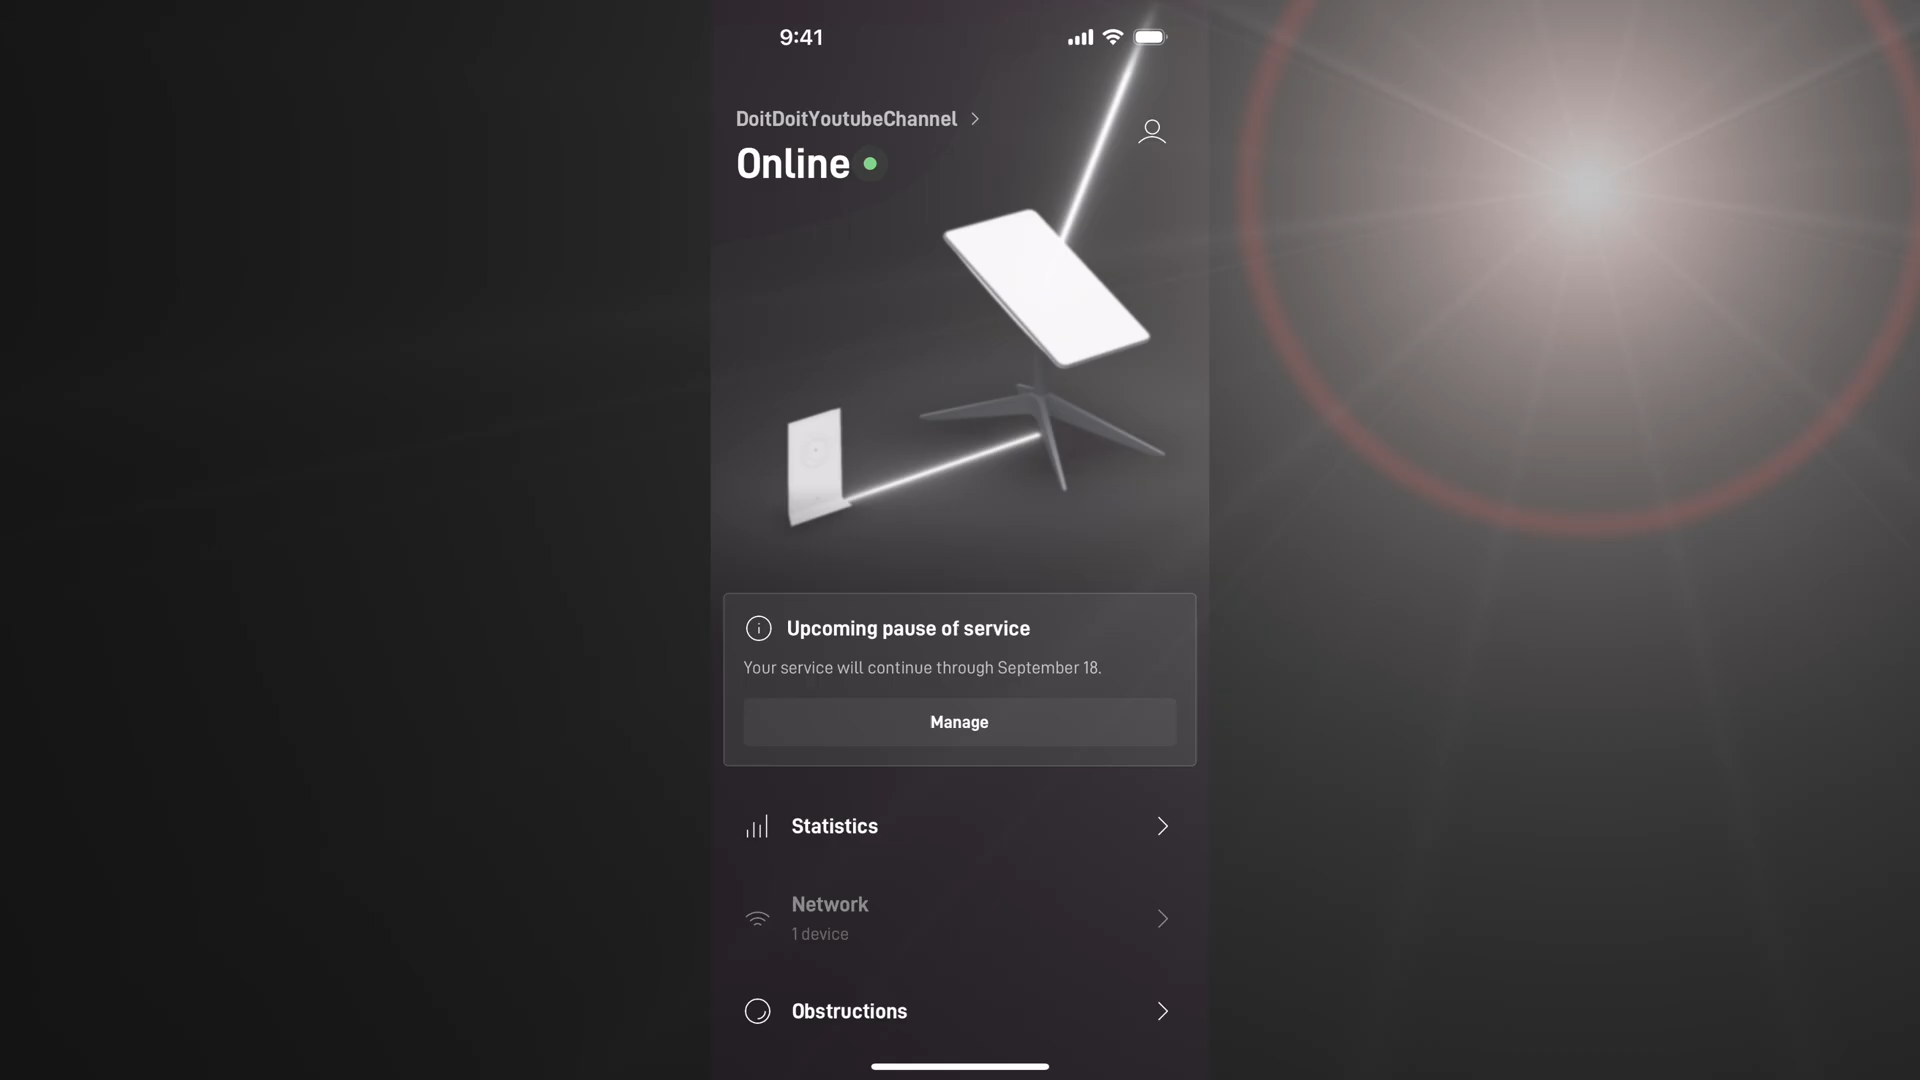 9:41
DoitDoitYoutubeChannel
Online
Upcoming pause of service
Your service will continue through September 18.
Manage
Statistics
Network
1 device
Obstructions